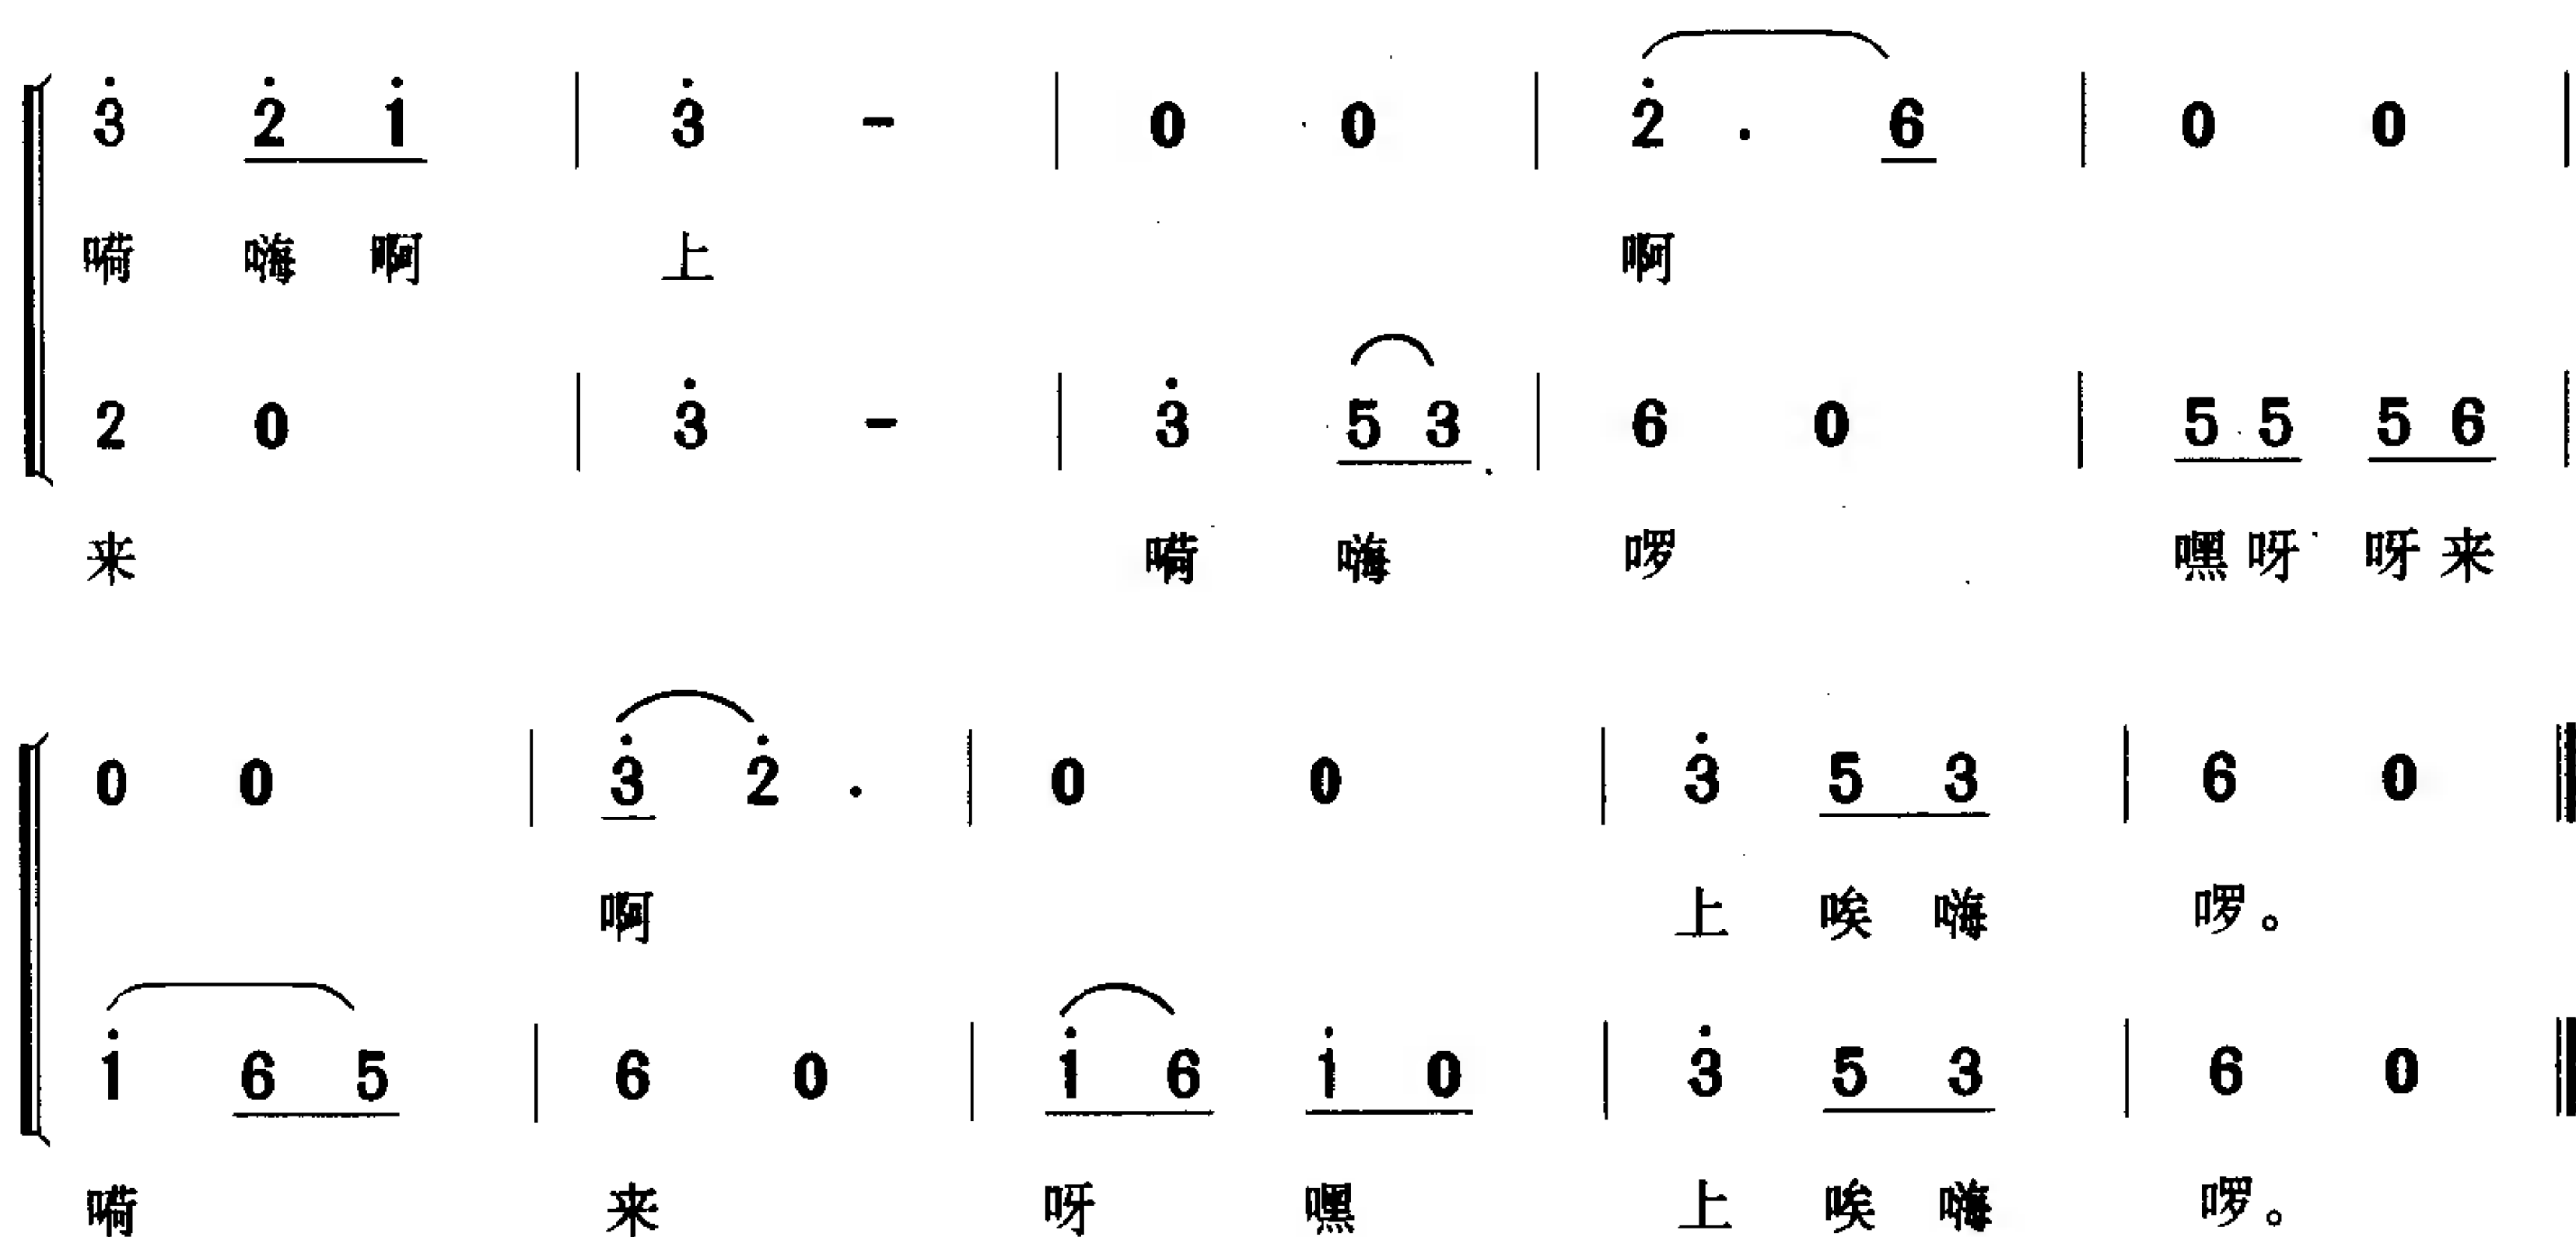 3̇ 2̇ 1̇ | 3̇ - | 0 0 | 2̇ . 6 | 0 0 |
嗬 嗨 啊 上 啊
2 0 | 3̇ - | 3̇ 5 3 | 6 0 | 5 5 5 6 |
来 嗬 嗨 啰 嘿 呀 呀 来
0 0 | 3̇ 2̇ . | 0 0 | 3̇ 5 3 | 6 0 ‖
啊 上 唉 嗨 啰。
1̇ 6 5 | 6 0 | 1̇ 6 1̇ 0 | 3̇ 5 3 | 6 0 ‖
嗬 来 呀 嘿 上 唉 嗨 啰。